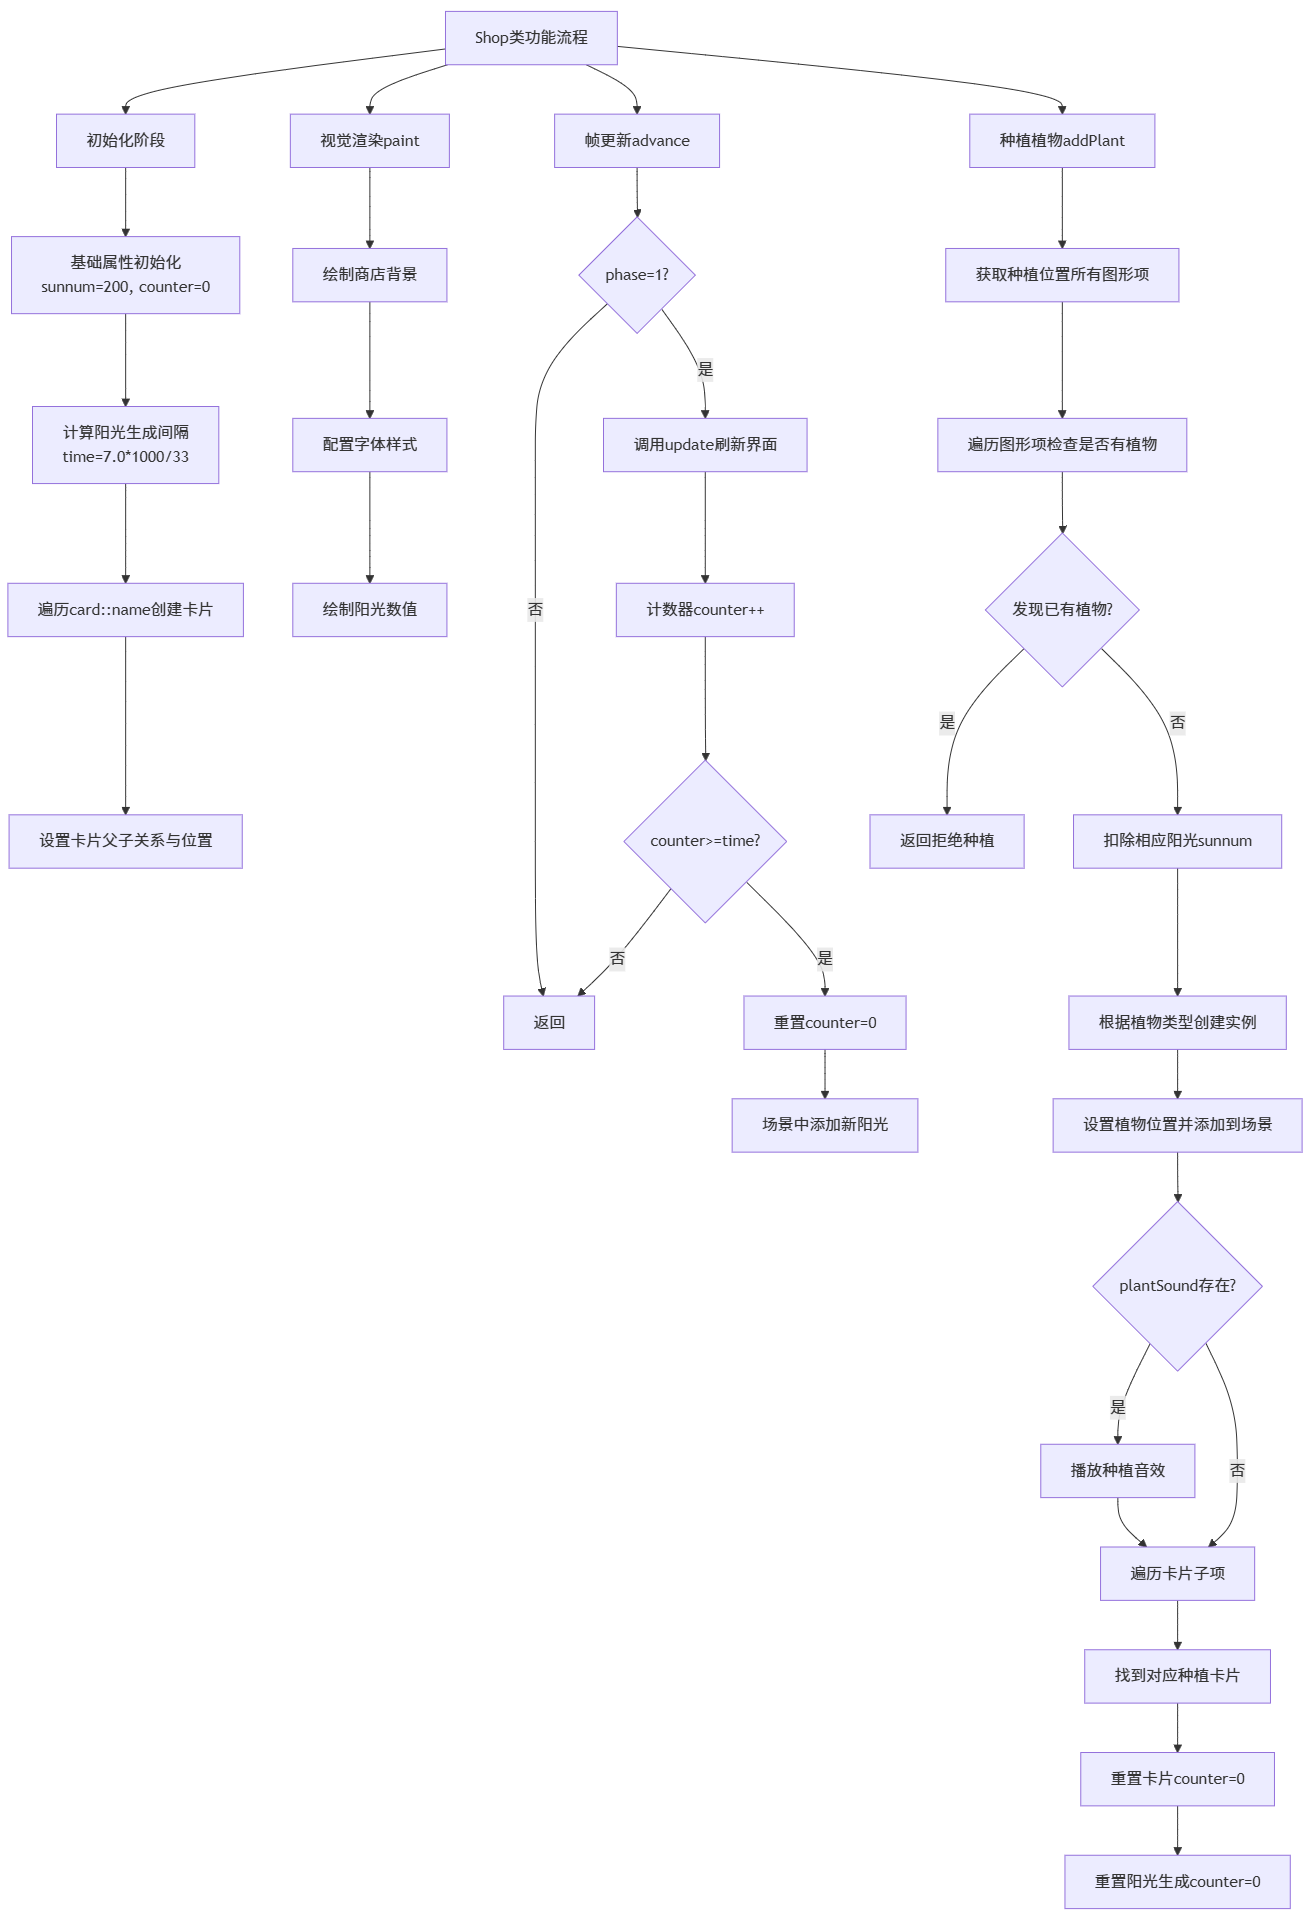 Shop类功能流程
初始化阶段
视觉渲染paint
帧更新advance
种植植物addPlant
基础属性初始化
sunnum=200, counter=0
绘制商店背景
phase=1?
获取种植位置所有图形项
是
计算阳光生成间隔
time=7.0*1000/33
配置字体样式
调用update刷新界面
遍历图形项检查是否有植物
遍历card::name创建卡片
绘制阳光数值
否
计数器counter++
发现已有植物?
是
否
设置卡片父子关系与位置
counter>=time?
返回拒绝种植
扣除相应阳光sunnum
否
是
返回
重置counter=0
根据植物类型创建实例
场景中添加新阳光
设置植物位置并添加到场景
plantSound存在?
是
播放种植音效
否
遍历卡片子项
找到对应种植卡片
重置卡片counter=0
重置阳光生成counter=0